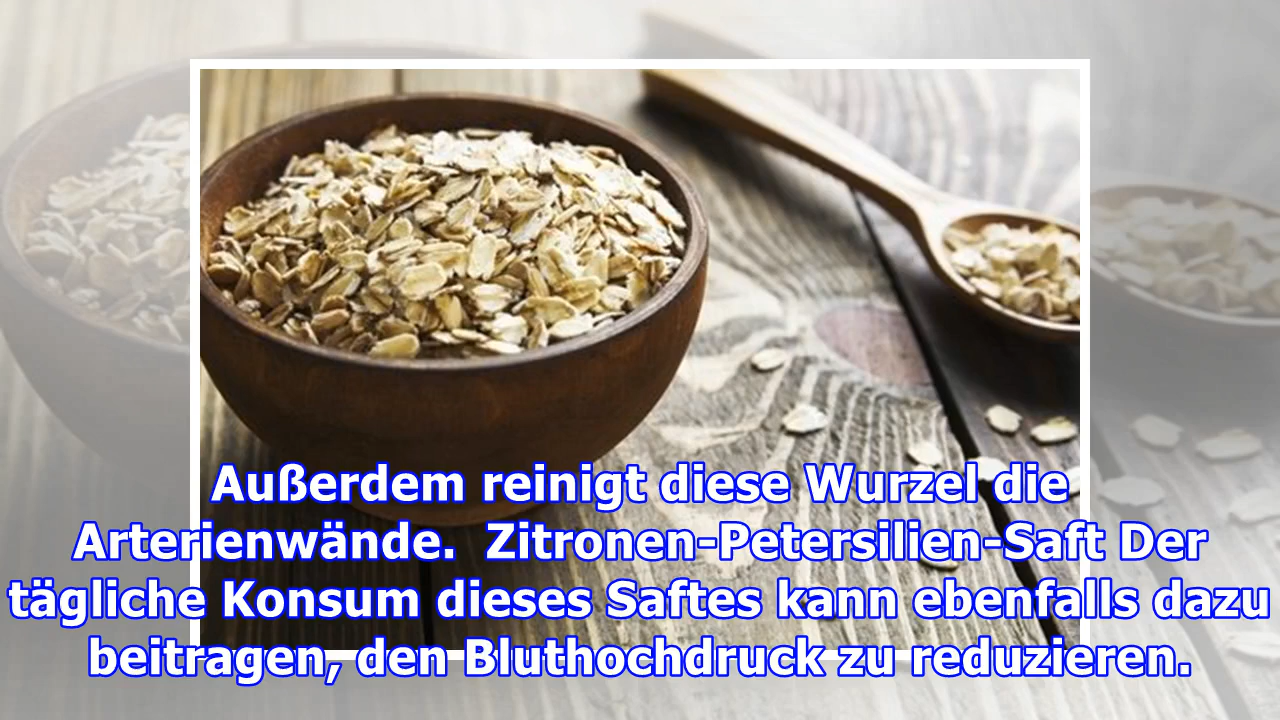 Außerdem reinigt diese Wurzel die
Arterienwände.  Zitronen-Petersilien-Saft Der
tägliche Konsum dieses Saftes kann ebenfalls dazu
beitragen, den Bluthochdruck zu reduzieren.